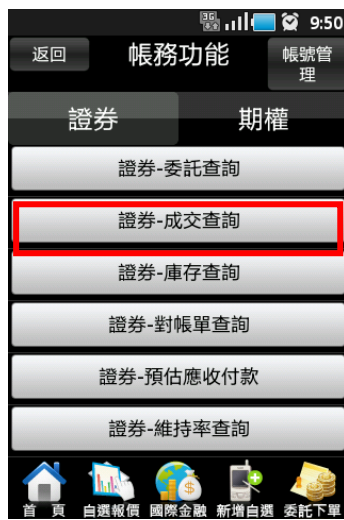 3G 9:50
返回 帳務功能 帳號管
理
證券 期權
證券-委託查詢
證券-成交查詢
證券-庫存查詢
證券-對帳單查詢
證券-預估應收付款
證券-維持率查詢
首 頁 自選報價 國際金融 新增自選 委託下單